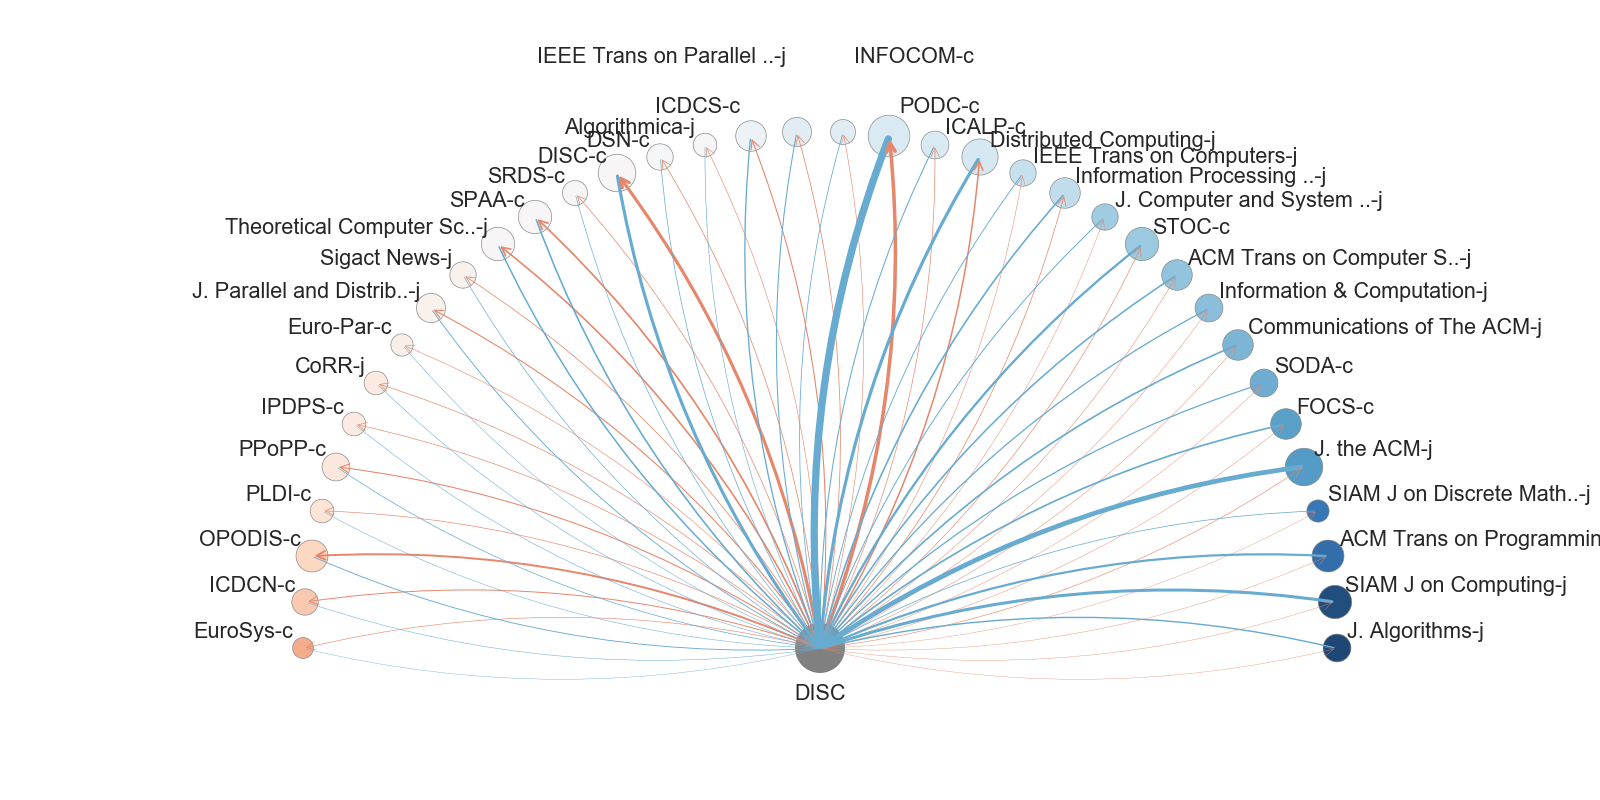 IEEE Trans on Parallel ..-j
INFOCOM-c
ICDCS-c
PODC-c
Algorithmica-j
ICALP-c
DSN-c
Distributed Computing-j
DISC-c
IEEE Trans on Computers-j
SRDS-c
Information Processing ..-j
SPAA-c
J. Computer and System ..-j
Theoretical Computer Sc..-j
STOC-c
Sigact News-j
ACM Trans on Computer S..-j
J. Parallel and Distrib..-j
Information & Computation-j
Euro-Par-c
Communications of The ACM-j
CoRR-j
SODA-c
IPDPS-c
FOCS-c
PPoPP-c
J. the ACM-j
PLDI-c
SIAM J on Discrete Math..-j
OPODIS-c
ACM Trans on Programmin
ICDCN-c
SIAM J on Computing-j
EuroSys-c
J. Algorithms-j
DISC